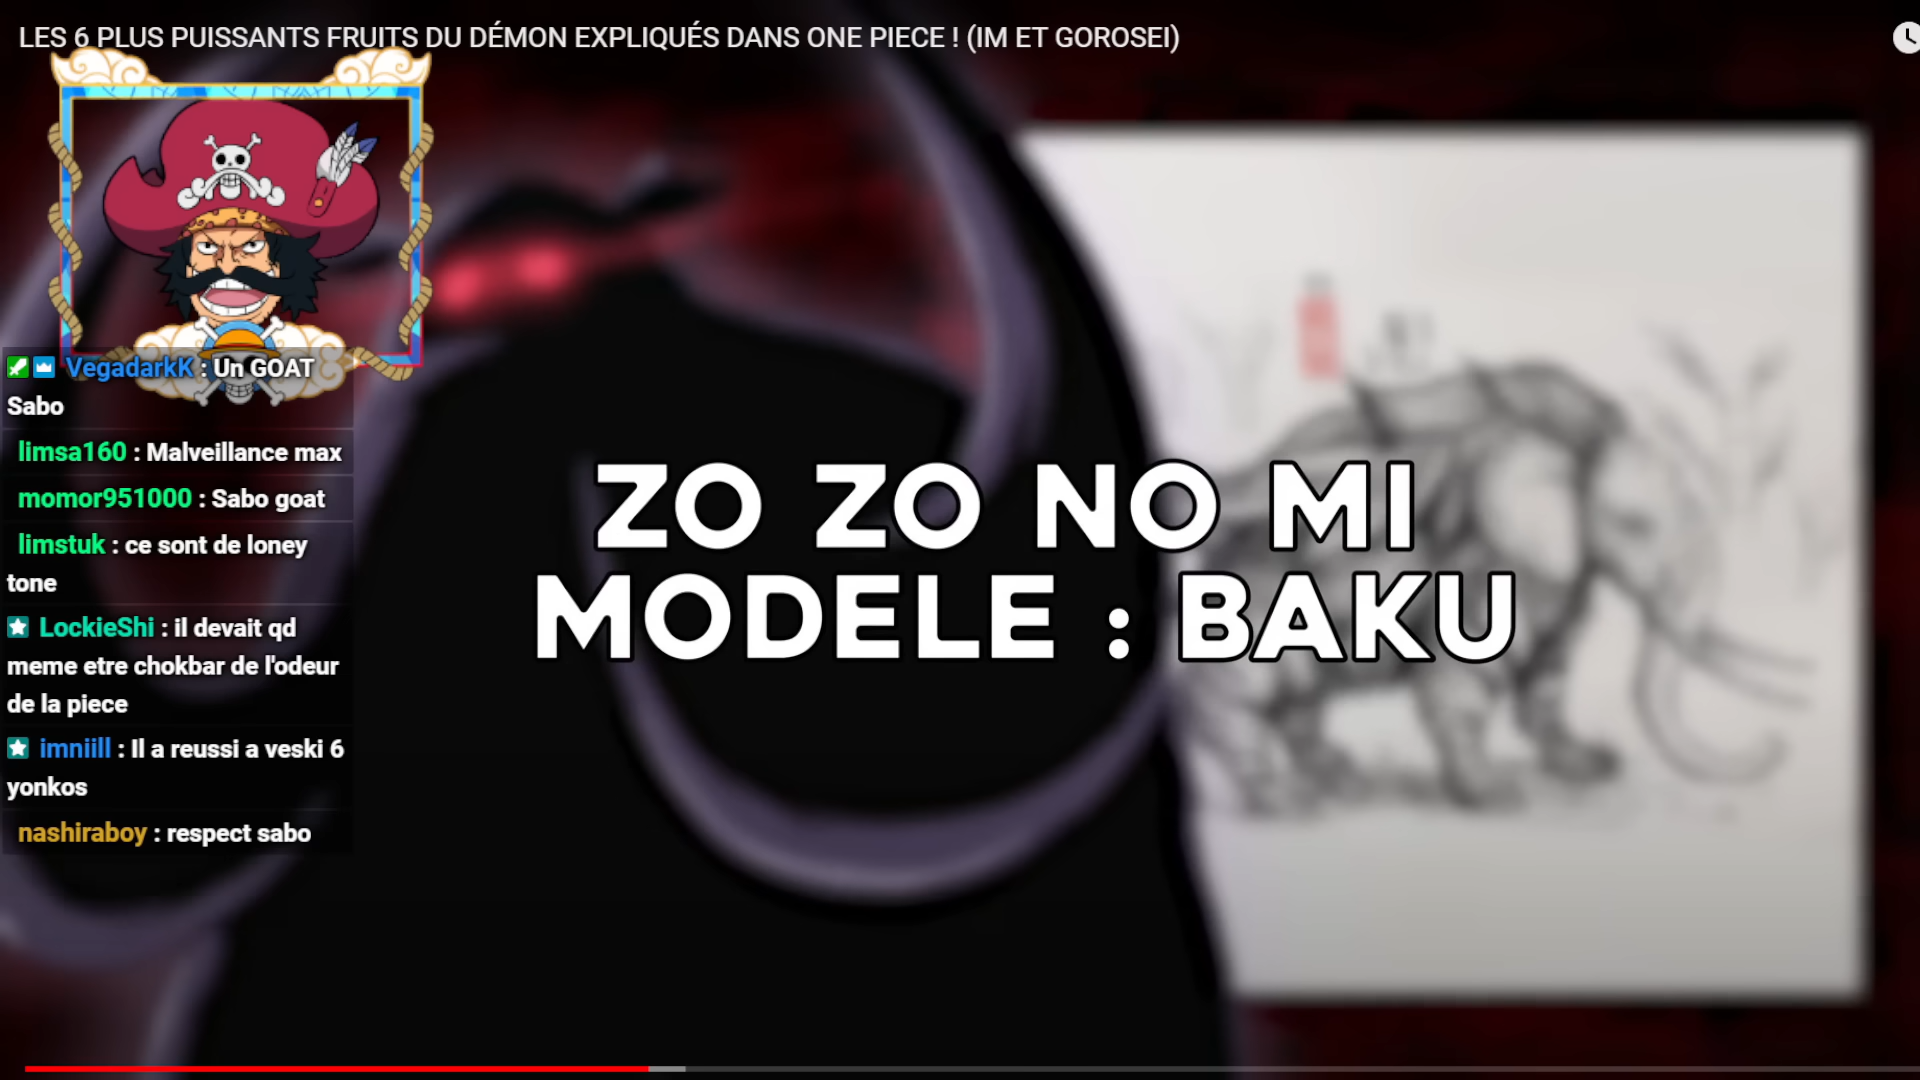 LES 6 PLUS PUISSANTS FRUITS DU DÉMON EXPLIQUÉS DANS ONE PIECE ! (IM ET GOROSEI)
VegadarkK : Un GOAT
Sabo
limsa160 : Malveillance max
momor951000 : Sabo goat
limstuk : ce sont de loney
tone
LockieShi : il devait qd
meme etre chokbar de l'odeur
de la piece
imniill : Il a reussi a veski 6
yonkos
nashiraboy : respect sabo
ZO ZO NO MI
MODELE : BAKU